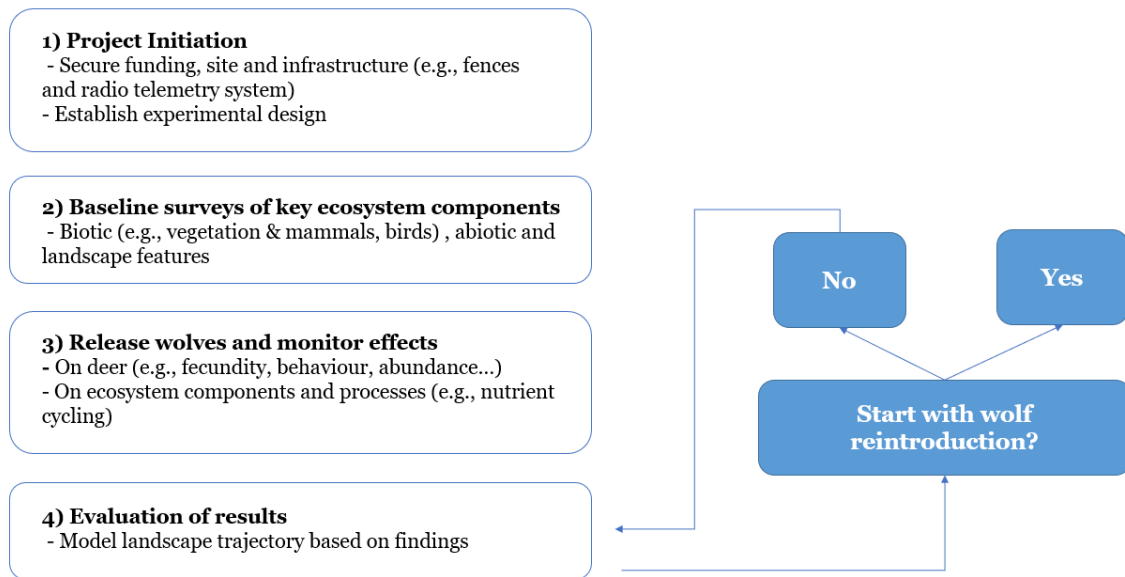 1) Project Initiation
- Secure funding, site and infrastructure (e.g., fences
and radio telemetry system)
- Establish experimental design
2) Baseline surveys of key ecosystem components
- Biotic (e.g., vegetation & mammals, birds) , abiotic and
landscape features
3) Release wolves and monitor effects
- On deer (e.g., fecundity, behaviour, abundance...)
- On ecosystem components and processes (e.g., nutrient
cycling)
4) Evaluation of results
- Model landscape trajectory based on findings
No
Yes
Start with wolf
reintroduction?